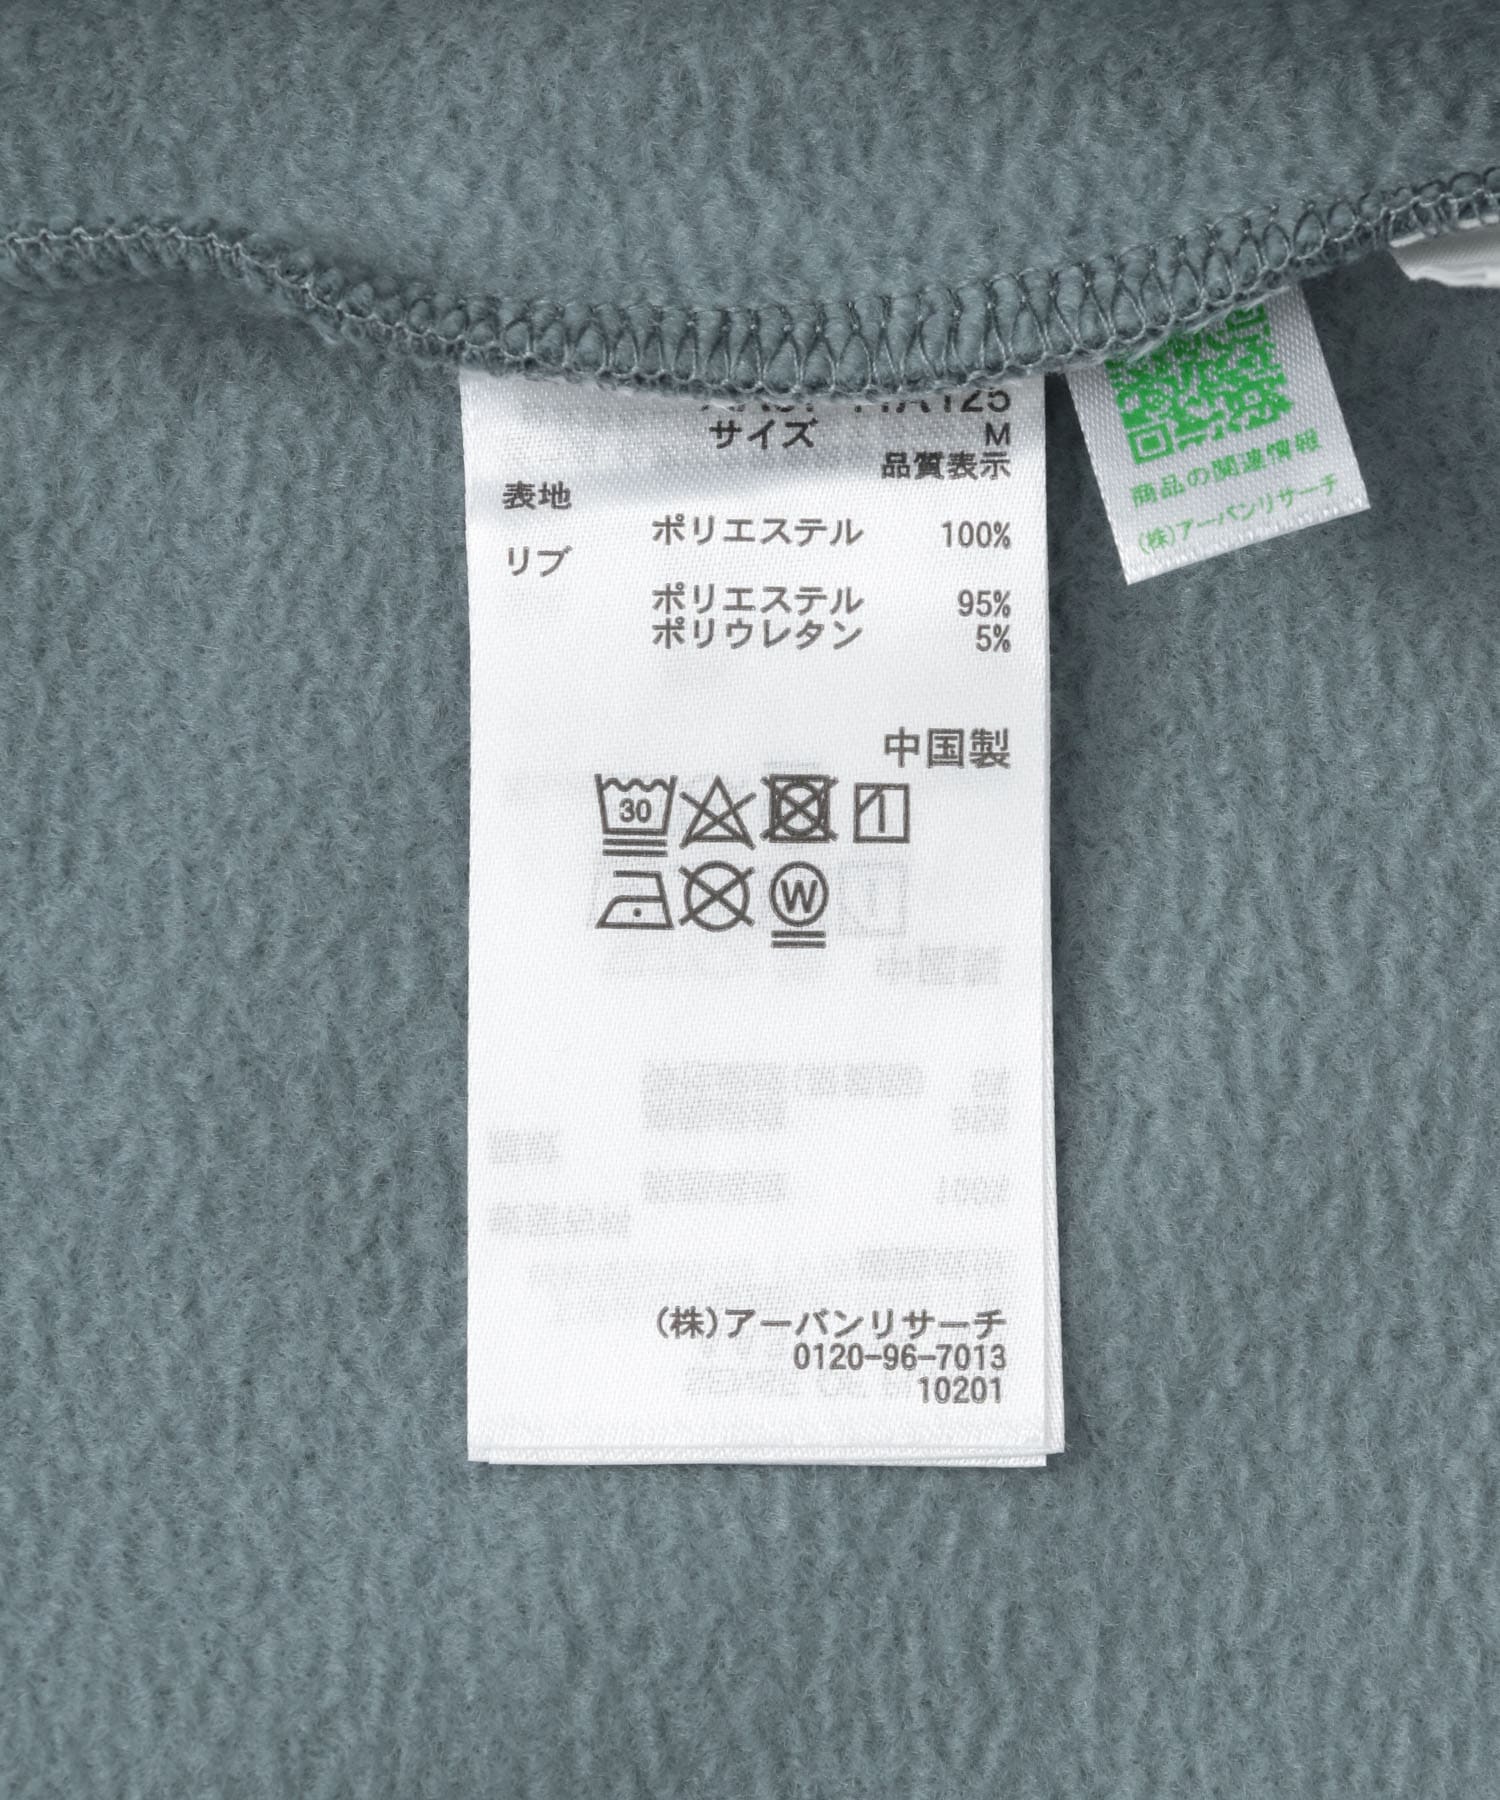 サイズ M
品質表示
表地
ポリエステル 100%
リブ
ポリエステル 95%
ポリウレタン 5%
中国製
30
W
(株)アーバンリサーチ
0120-96-7013
10201
商品の関連情報
(株)アーバンリサーチ